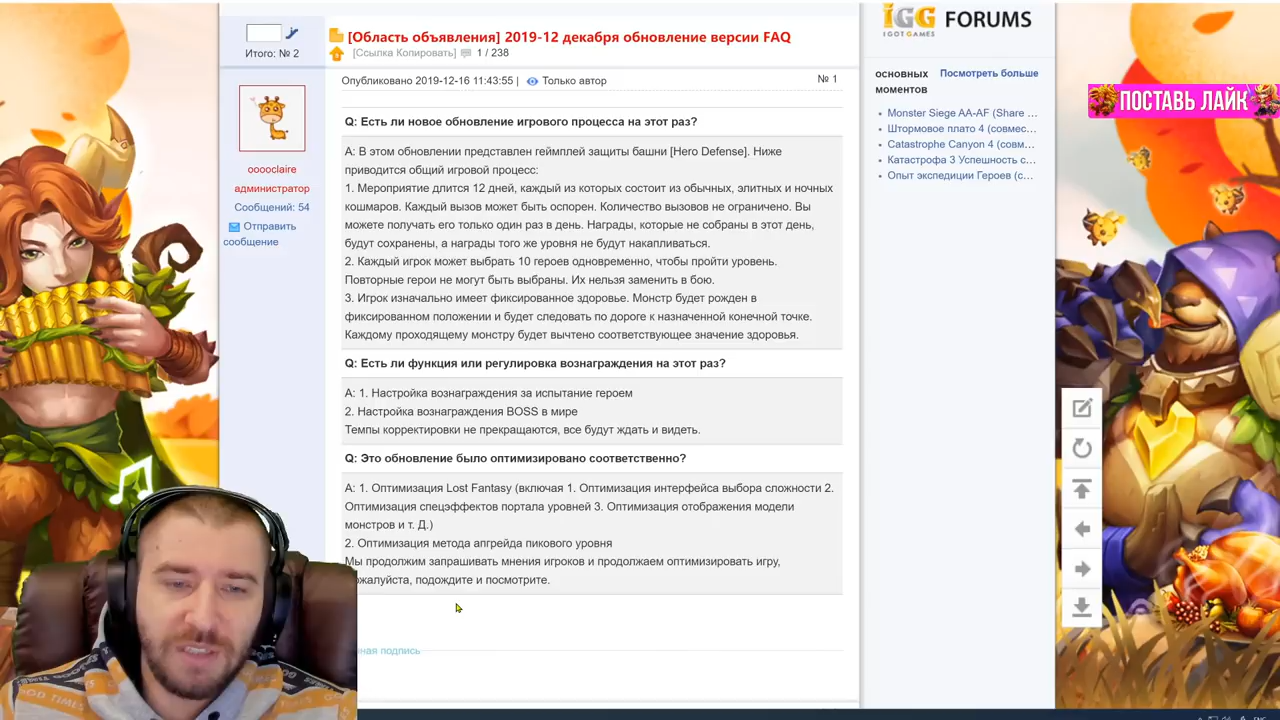 Итого: № 2
[Область объявления] 2019-12 декабря обновление версии FAQ
[Ссылка Копировать] 1 / 238
Опубликовано 2019-12-16 11:43:55 | Только автор
№ 1
ooooclaire
администратор
Сообщений: 54
Отправить
сообщение
Q: Есть ли новое обновление игрового процесса на этот раз?
A: В этом обновлении представлен геймплей защиты башни [Hero Defense]. Ниже
приводится общий игровой процесс:
1. Мероприятие длится 12 дней, каждый из которых состоит из обычных, элитных и ночных
кошмаров. Каждый вызов может быть оспорен. Количество вызовов не ограничено. Вы
можете получать его только один раз в день. Награды, которые не собраны в этот день,
будут сохранены, а награды того же уровня не будут накапливаться.
2. Каждый игрок может выбрать 10 героев одновременно, чтобы пройти уровень.
Повторные герои не могут быть выбраны. Их нельзя заменить в бою.
3. Игрок изначально имеет фиксированное здоровье. Монстр будет рожден в
фиксированном положении и будет следовать по дороге к назначенной конечной точке.
Каждому проходящему монстру будет вычтено соответствующее значение здоровья.
Q: Есть ли функция или регулировка вознаграждения на этот раз?
A: 1. Настройка вознаграждения за испытание героем
2. Настройка вознаграждения BOSS в мире
Темпы корректировки не прекращаются, все будут ждать и видеть.
Q: Это обновление было оптимизировано соответственно?
A: 1. Оптимизация Lost Fantasy (включая 1. Оптимизация интерфейса выбора сложности 2.
Оптимизация спецэффектов портала уровней 3. Оптимизация отображения модели
монстров и т. Д.)
2. Оптимизация метода апгрейда пикового уровня
Мы продолжим запрашивать мнения игроков и продолжаем оптимизировать игру,
жалуйста, подождите и посмотрите.
ная подпись
IGG FORUMS
I GOT GAMES
основных
моментов
Посмотреть больше
Monster Siege AA-AF (Share ...
Штормовое плато 4 (совмес...
Catastrophe Canyon 4 (совм...
Катастрофа 3 Успешность с...
Опыт экспедиции Героев (с...
ПОСТАВЬ ЛАЙК